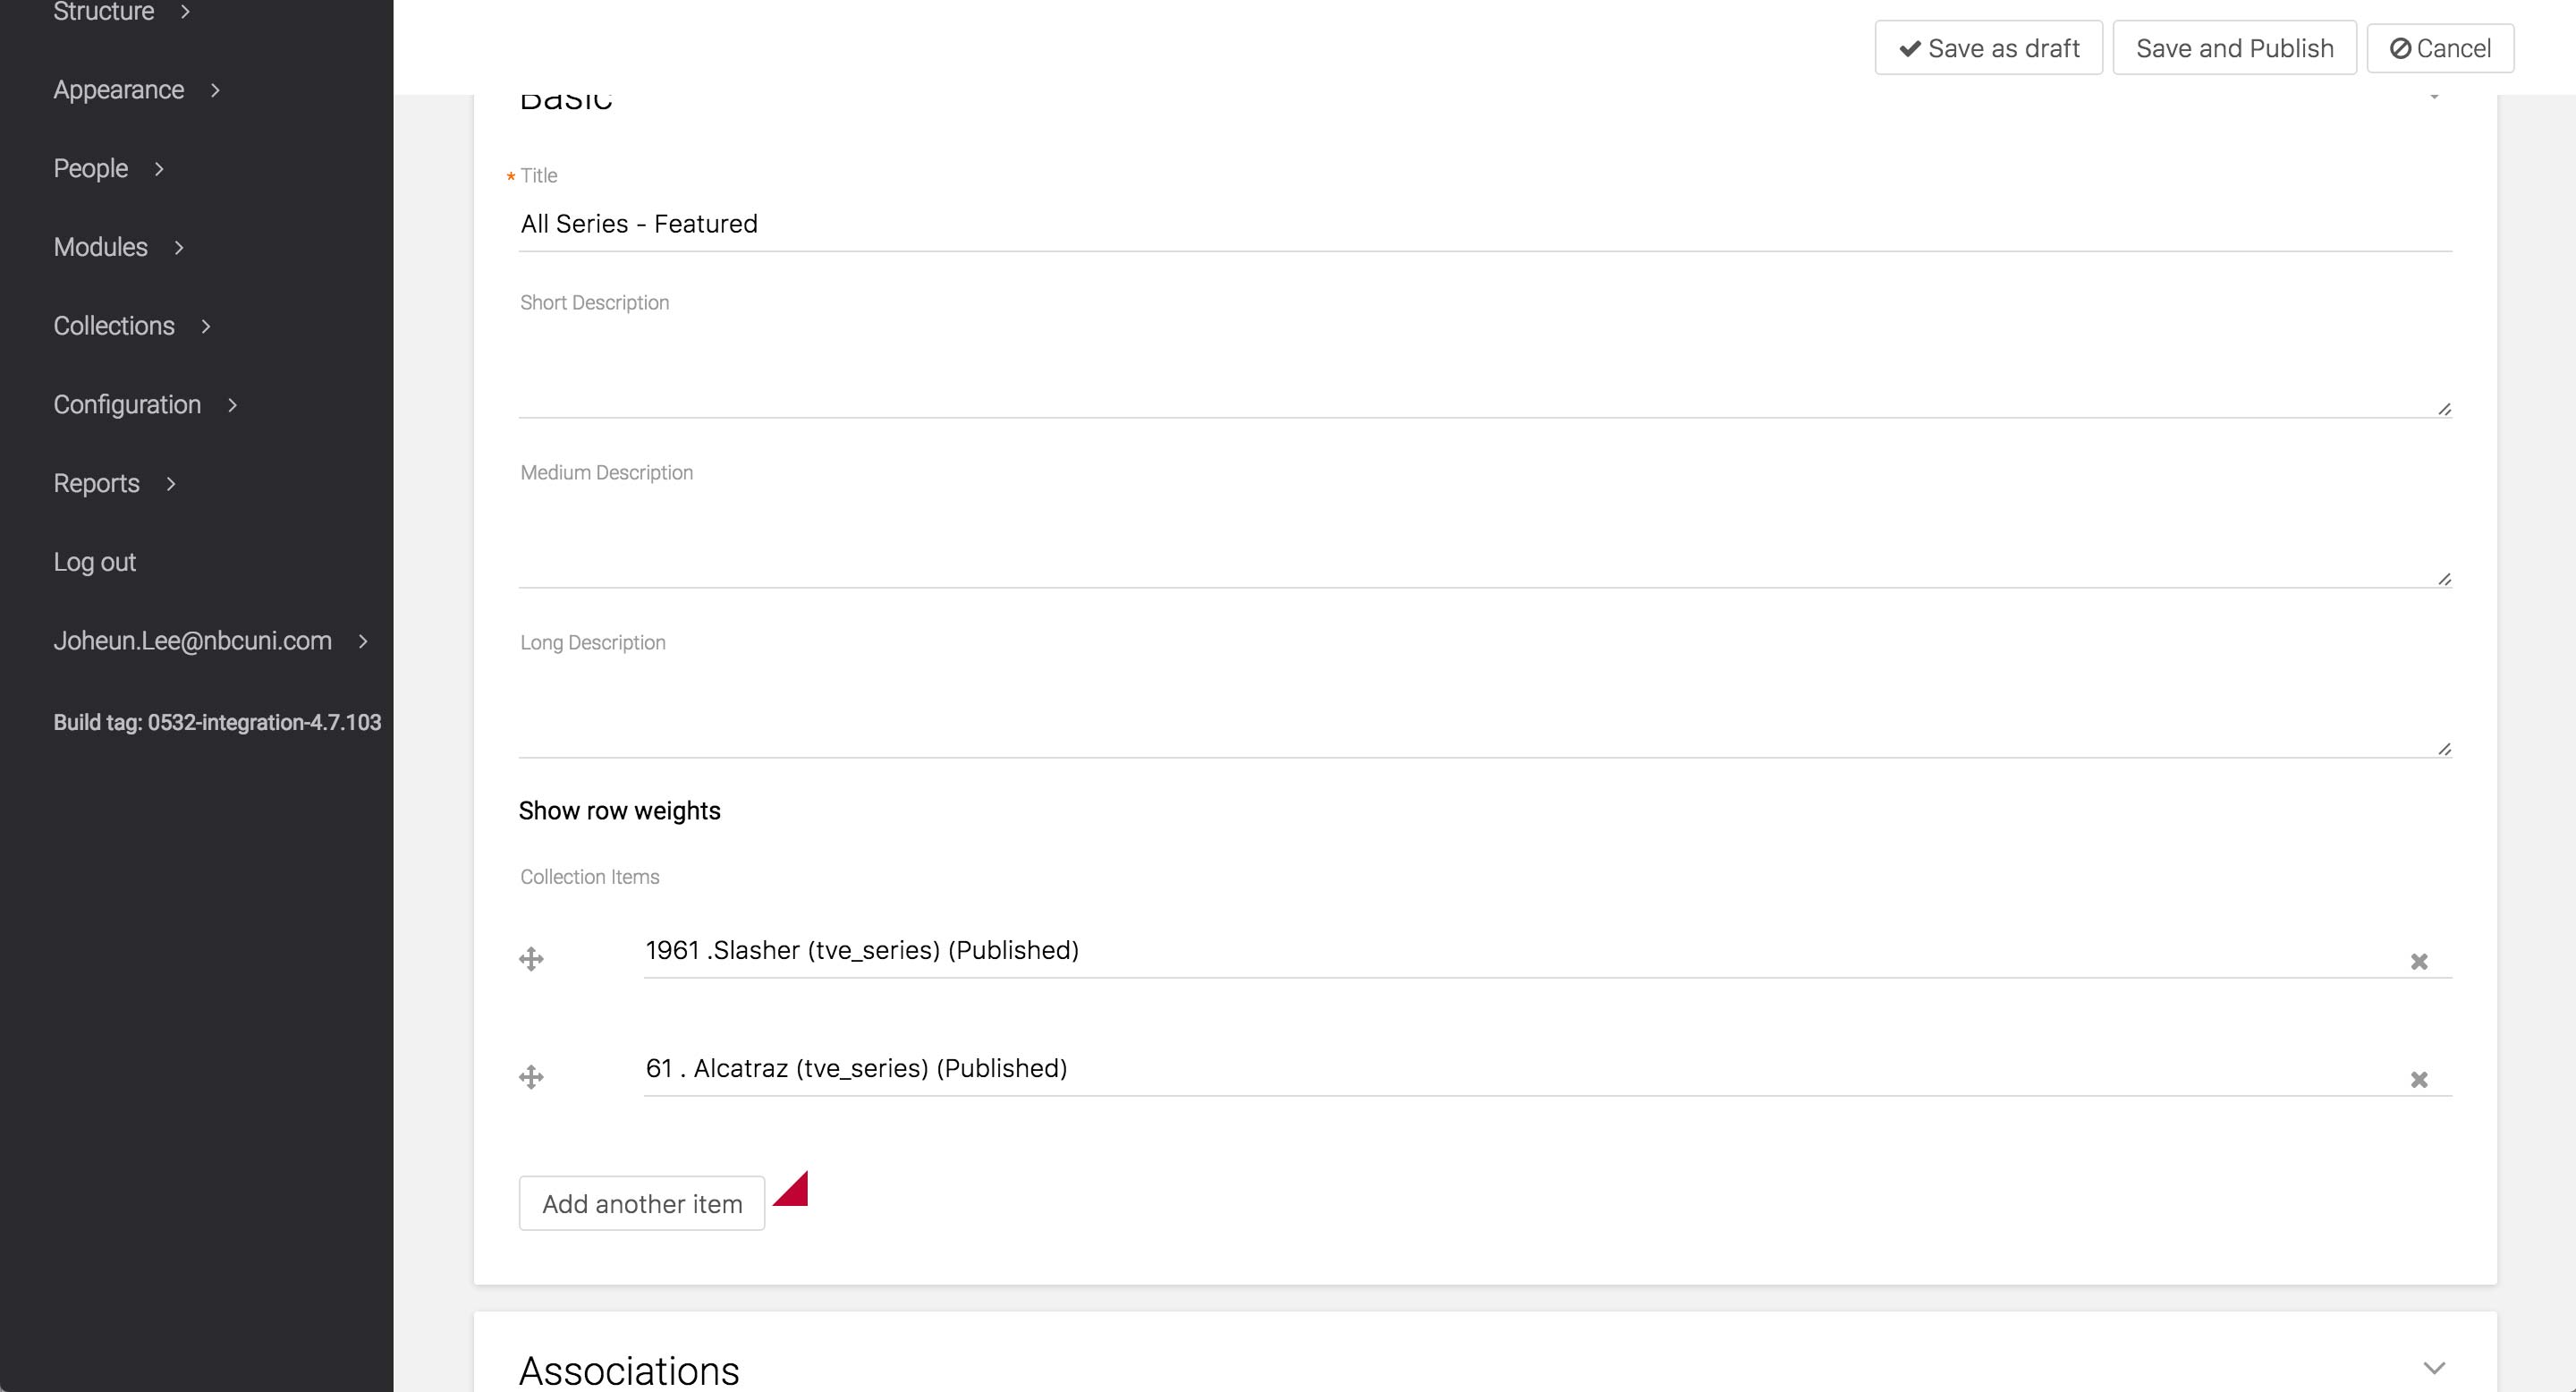 Structure
Appearance
People
Modules
Collections
Configuration
Reports
Log out
Joheun.Lee@nbcuni.com
Build tag: 0532-integration-4.7.103
Save as draft
Save and Publish
Cancel
Basic
* Title
All Series - Featured
Short Description
Medium Description
Long Description
Show row weights
Collection Items
1961 .Slasher (tve_series) (Published)
61 . Alcatraz (tve_series) (Published)
Add another item
Associations